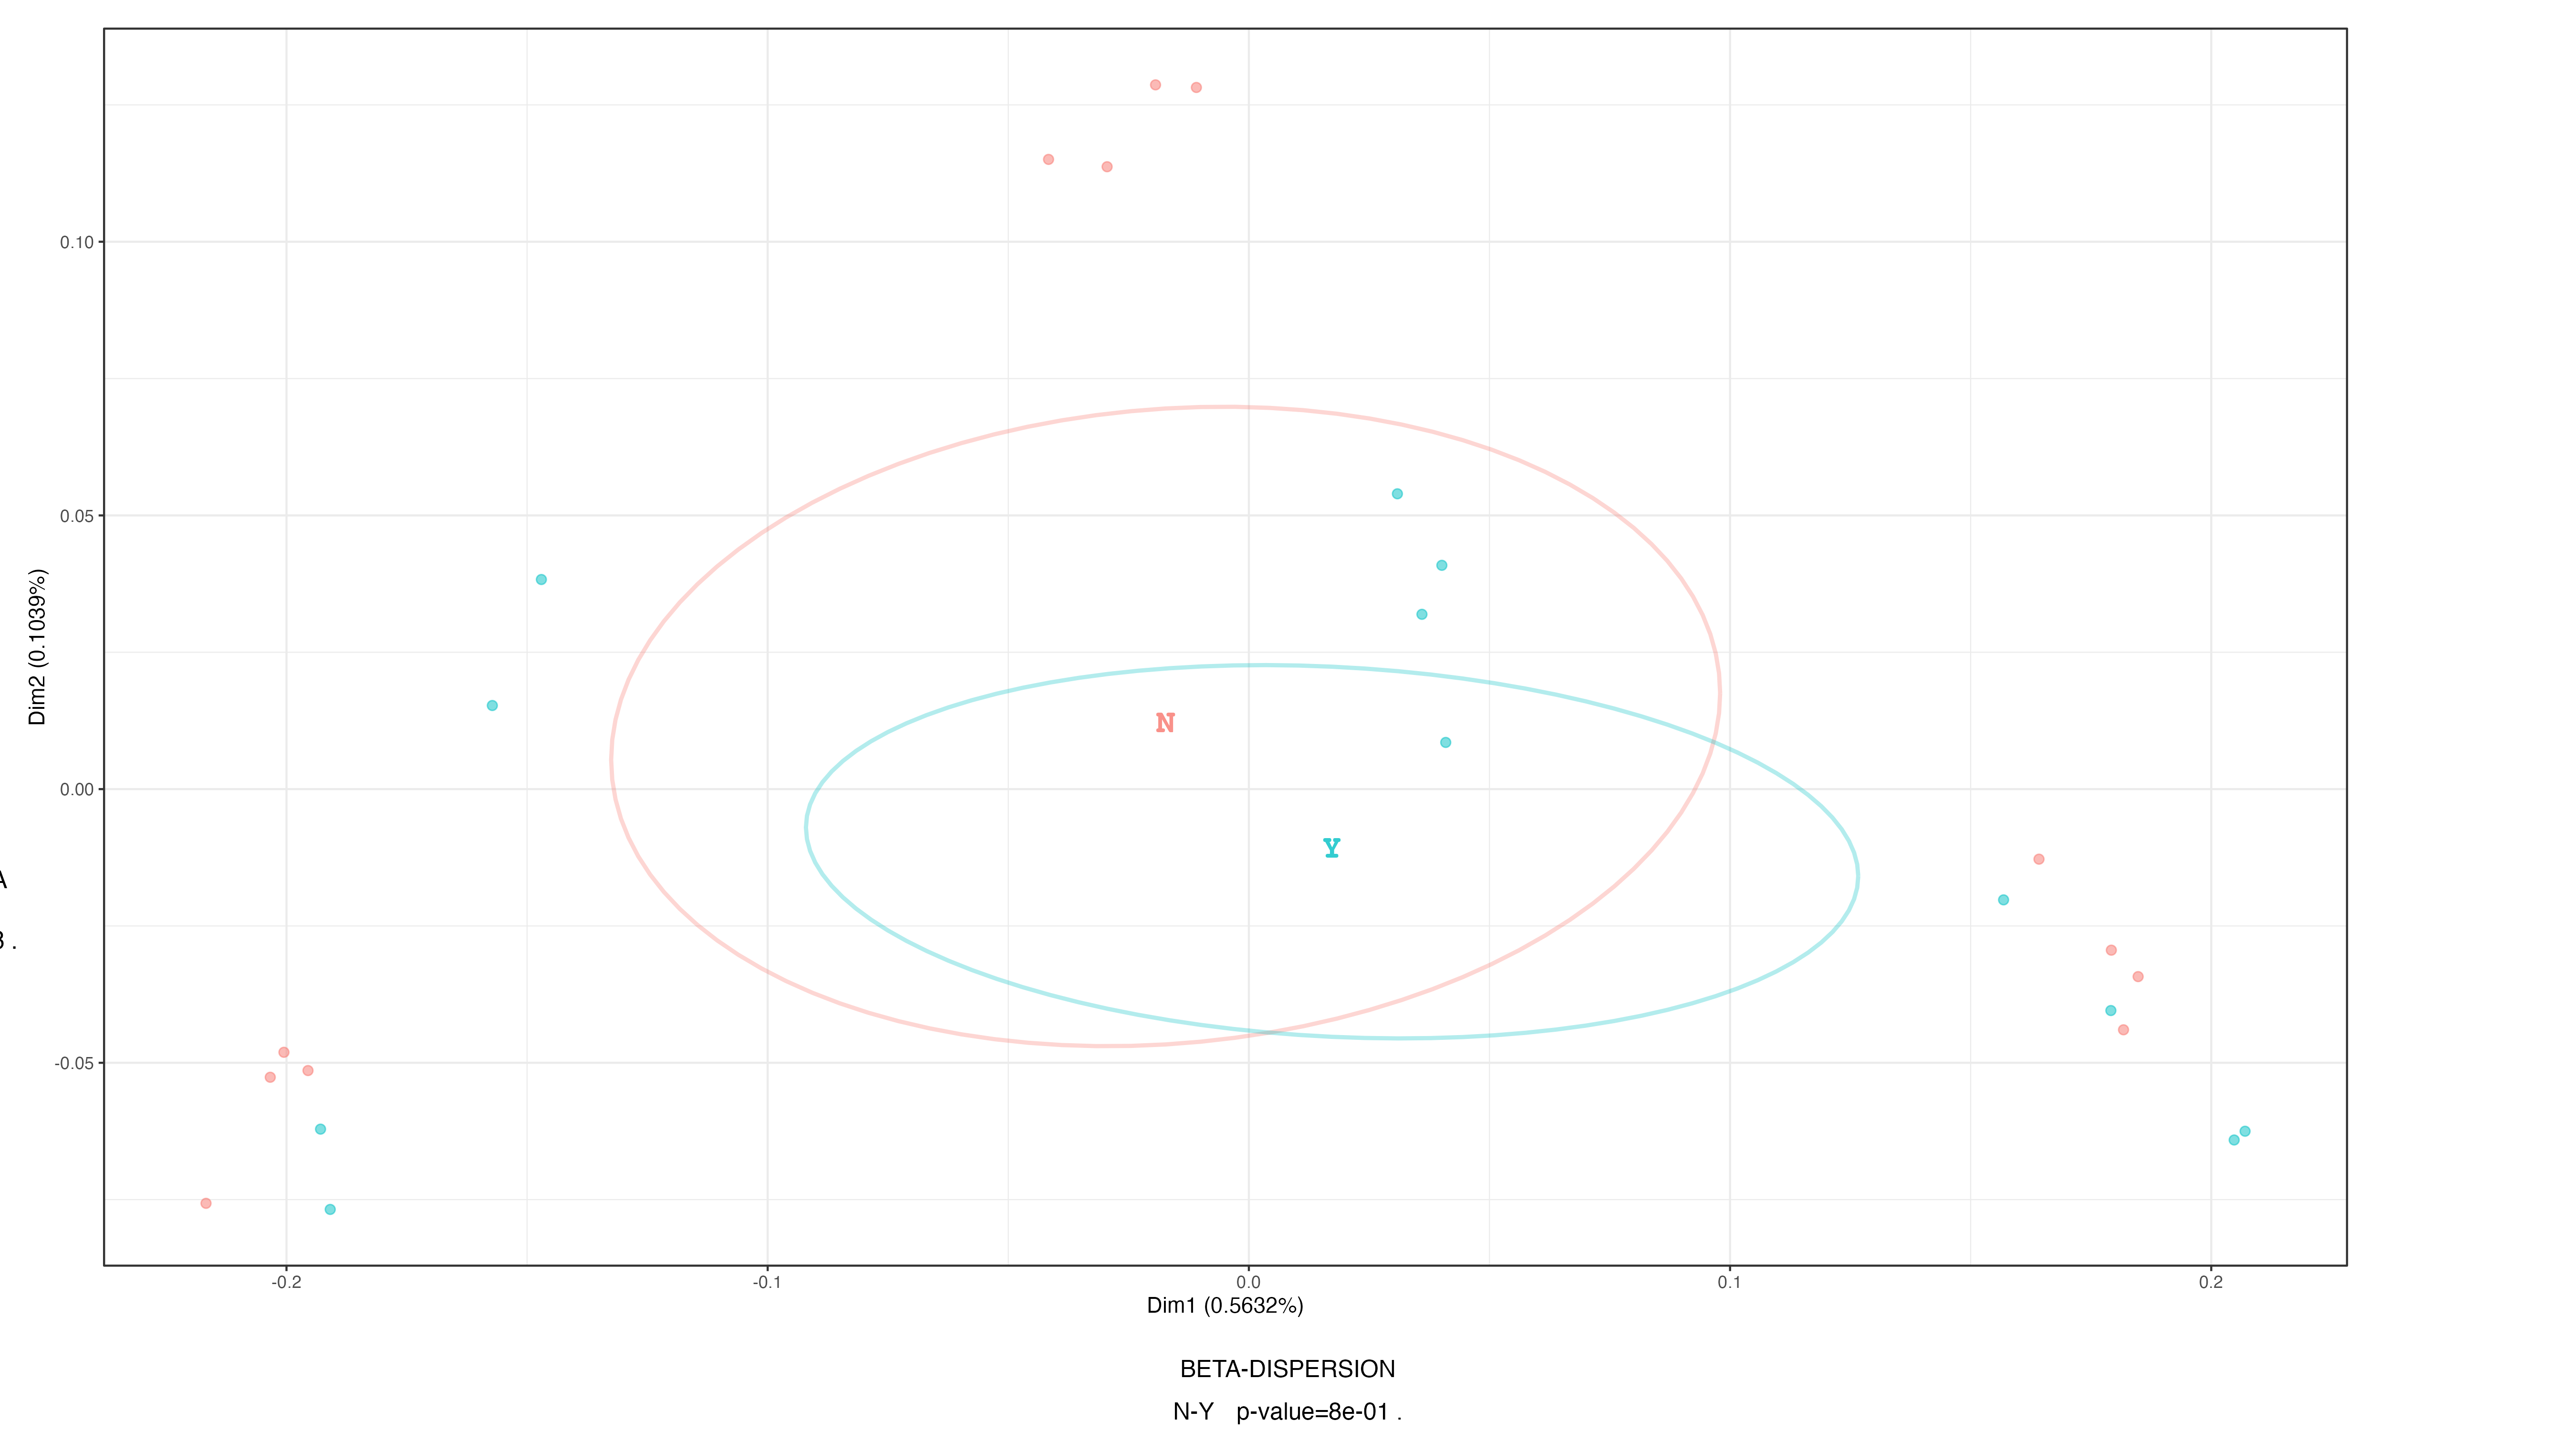 0.10
0.05
0.00
-0.05
Dim2 (0.1039%)
N
Y
A
3 .
-0.2 -0.1 0.0 0.1 0.2
Dim1 (0.5632%)
BETA-DISPERSION
N-Y p-value=8e-01 .